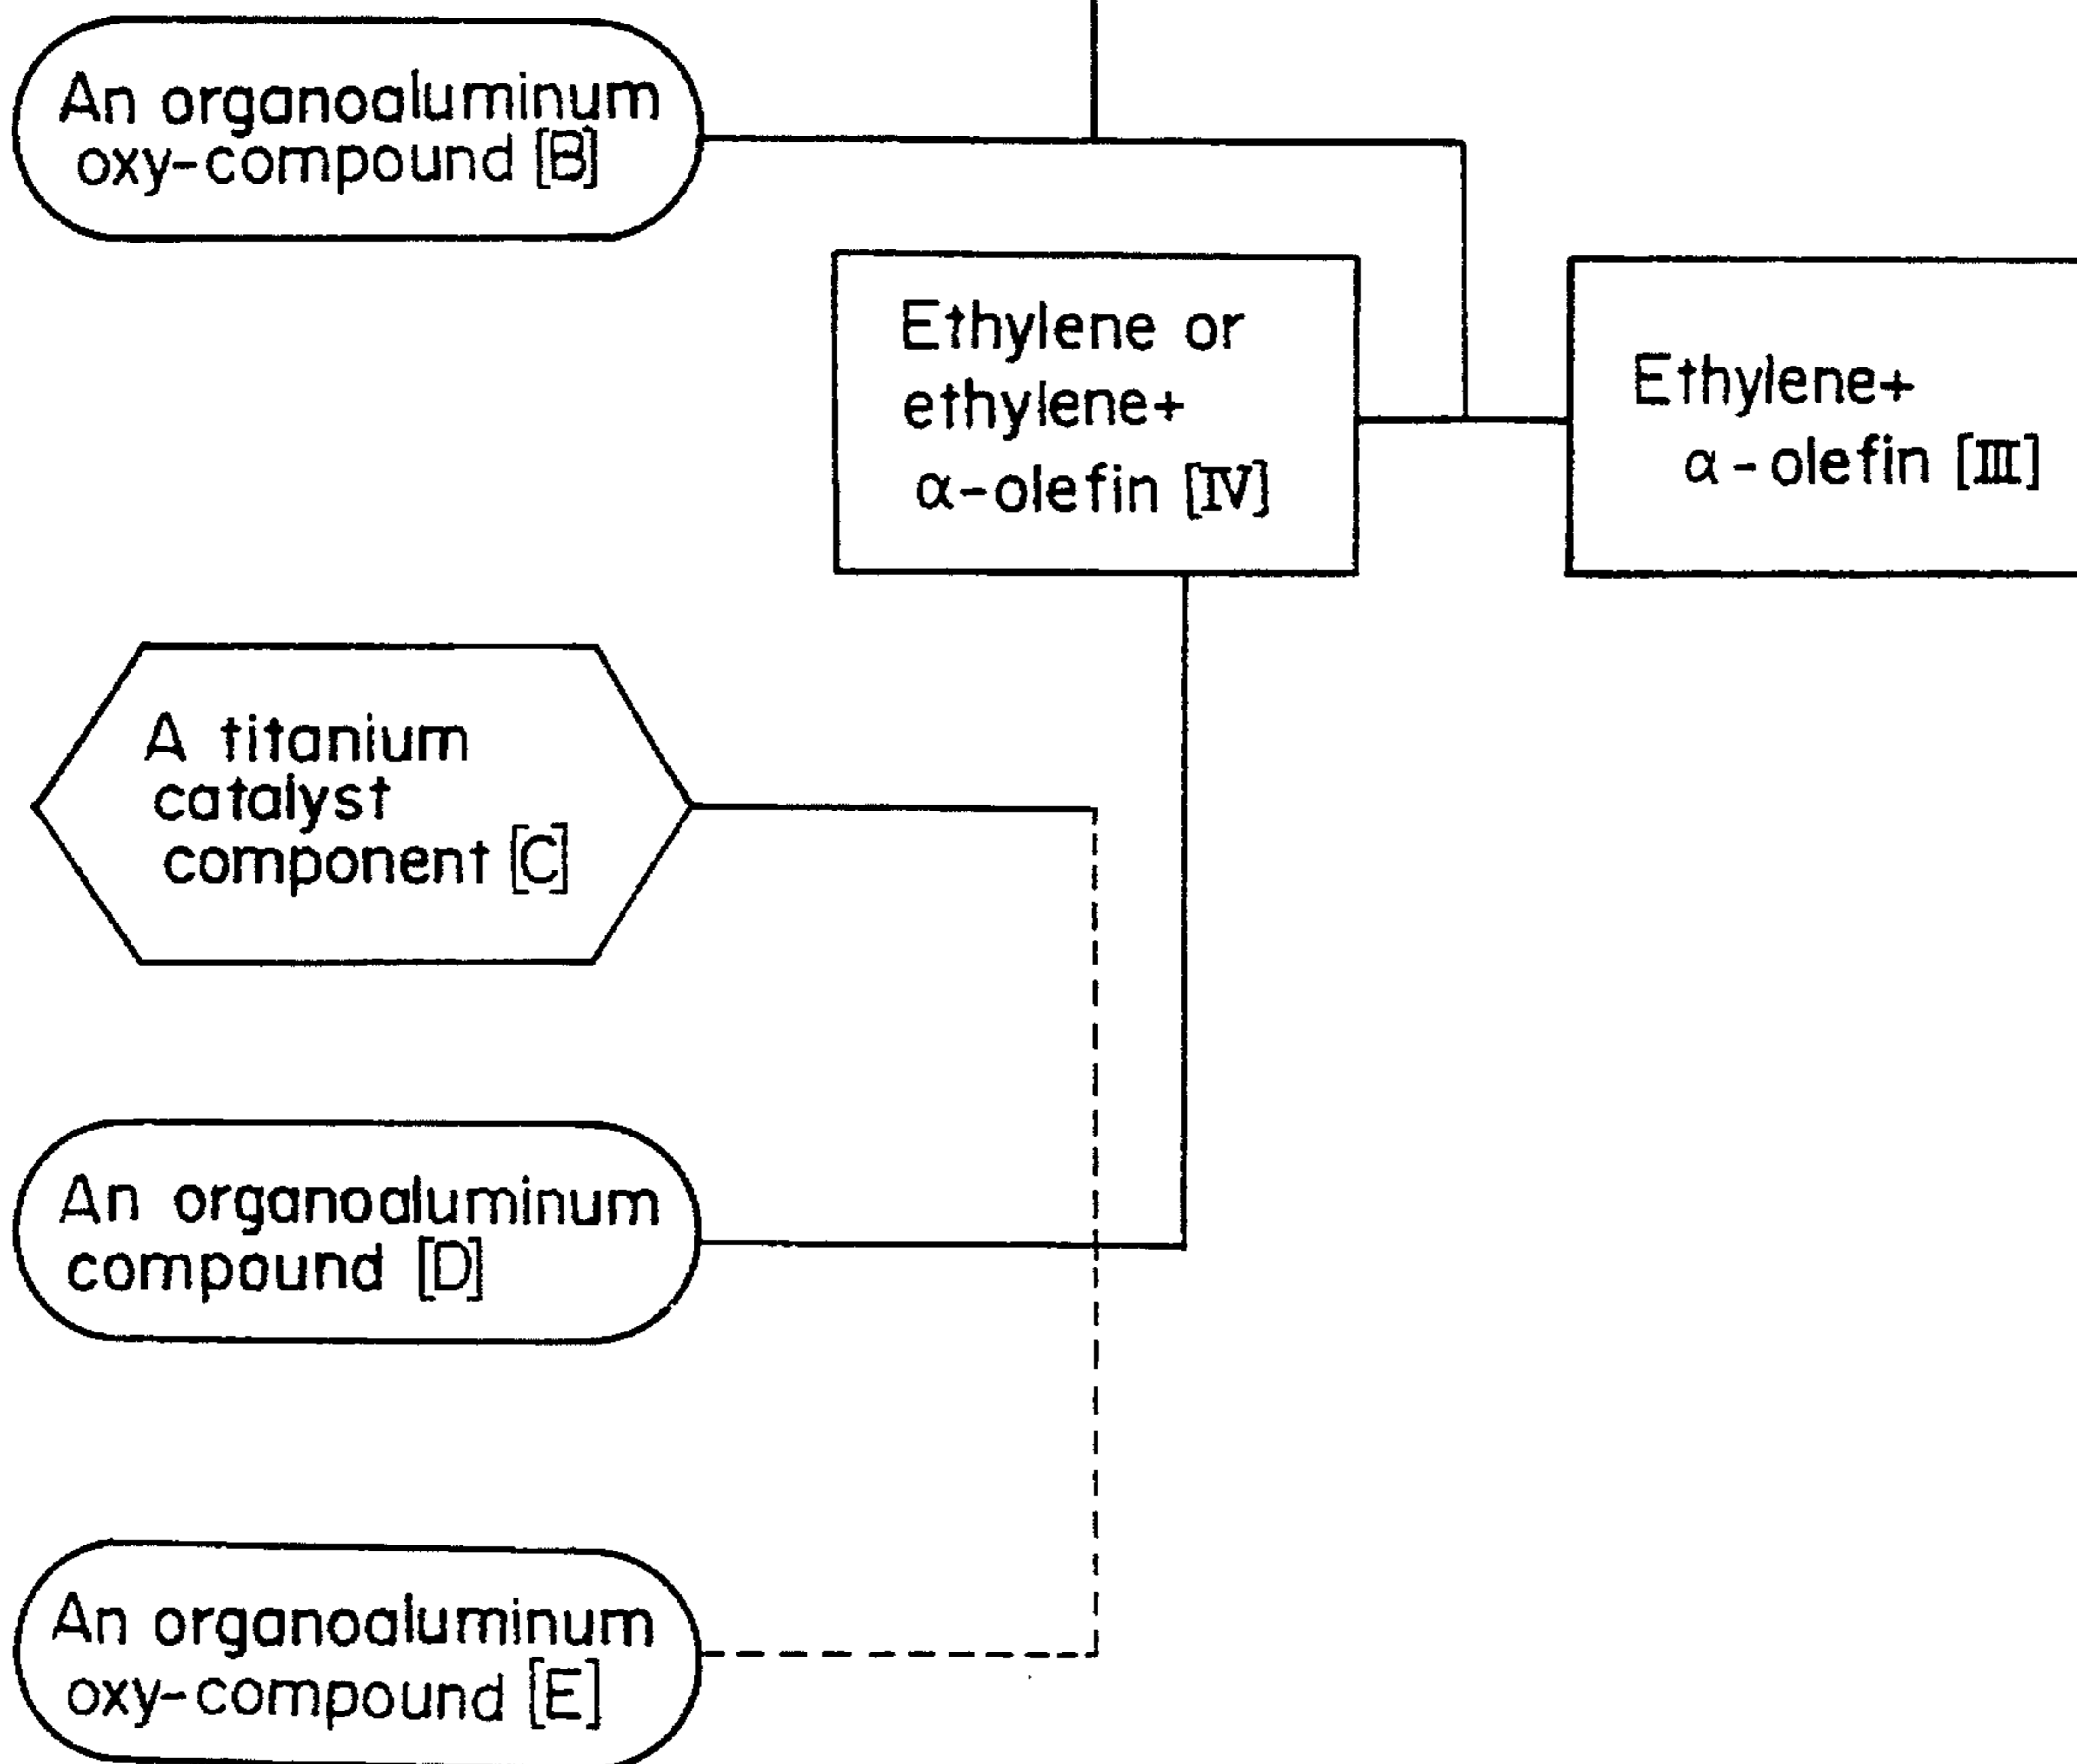 An organoaluminum
oxy-compound [B]
Ethylene or
ethylene+
α-olefin [IV]
Ethylene+
α-olefin [III]
A titanium
catalyst
component [C]
An organoaluminum
compound [D]
An organoaluminum
oxy-compound [E]